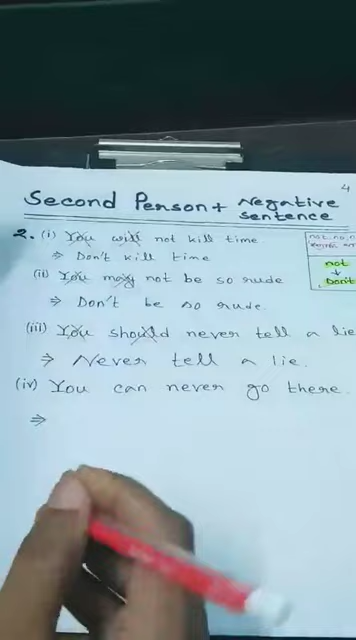 4
Second Person + Negative
sentence
2. (i) You will not kill time
⇒ Don't kill time
(ii) You may not be so rude
⇒ Don't be so rude.
(iii) You should never tell a lie
⇒ Never tell a lie.
(iv) You can never go there.
⇒
not
↓
Don't